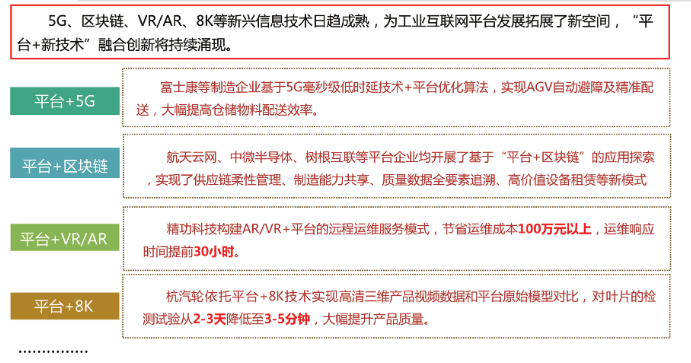 5G、区块链、VR/AR、8K等新兴信息技术日趋成熟，为工业互联网平台发展拓展了新空间，“平
台+新技术”融合创新将持续涌现。
平台+5G
富士康等制造企业基于5G毫秒级低时延技术+平台优化算法，实现AGV自动避障及精准配
送，大幅提高仓储物料配送效率。
平台+区块链
航天云网、中微半导体、树根互联等平台企业均开展了基于“平台+区块链”的应用探索
，实现了供应链柔性管理、制造能力共享、质量数据全要素追溯、高价值设备租赁等新模式
平台+VR/AR
精功科技构建AR/VR+平台的远程运维服务模式，节省运维成本100万元以上，运维响应
时间提前30小时。
平台+8K
杭汽轮依托平台+8K技术实现高清三维产品视频数据和平台原始模型对比，对叶片的检
测试验从2-3天降低至3-5分钟，大幅提升产品质量。
……………